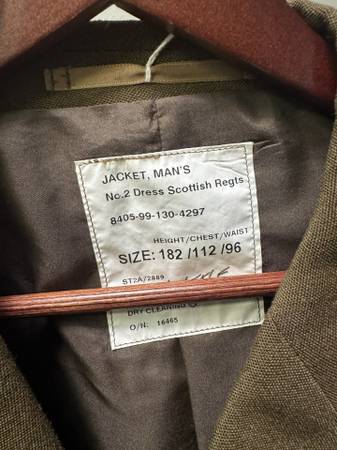 JACKET, MAN'S
No.2 Dress Scottish Regts
8405-99-130-4297
HEIGHT/CHEST/WAIST
SIZE: 182 /112 /96
ST2A/2889
DRY CLEANING
O/N: 16465